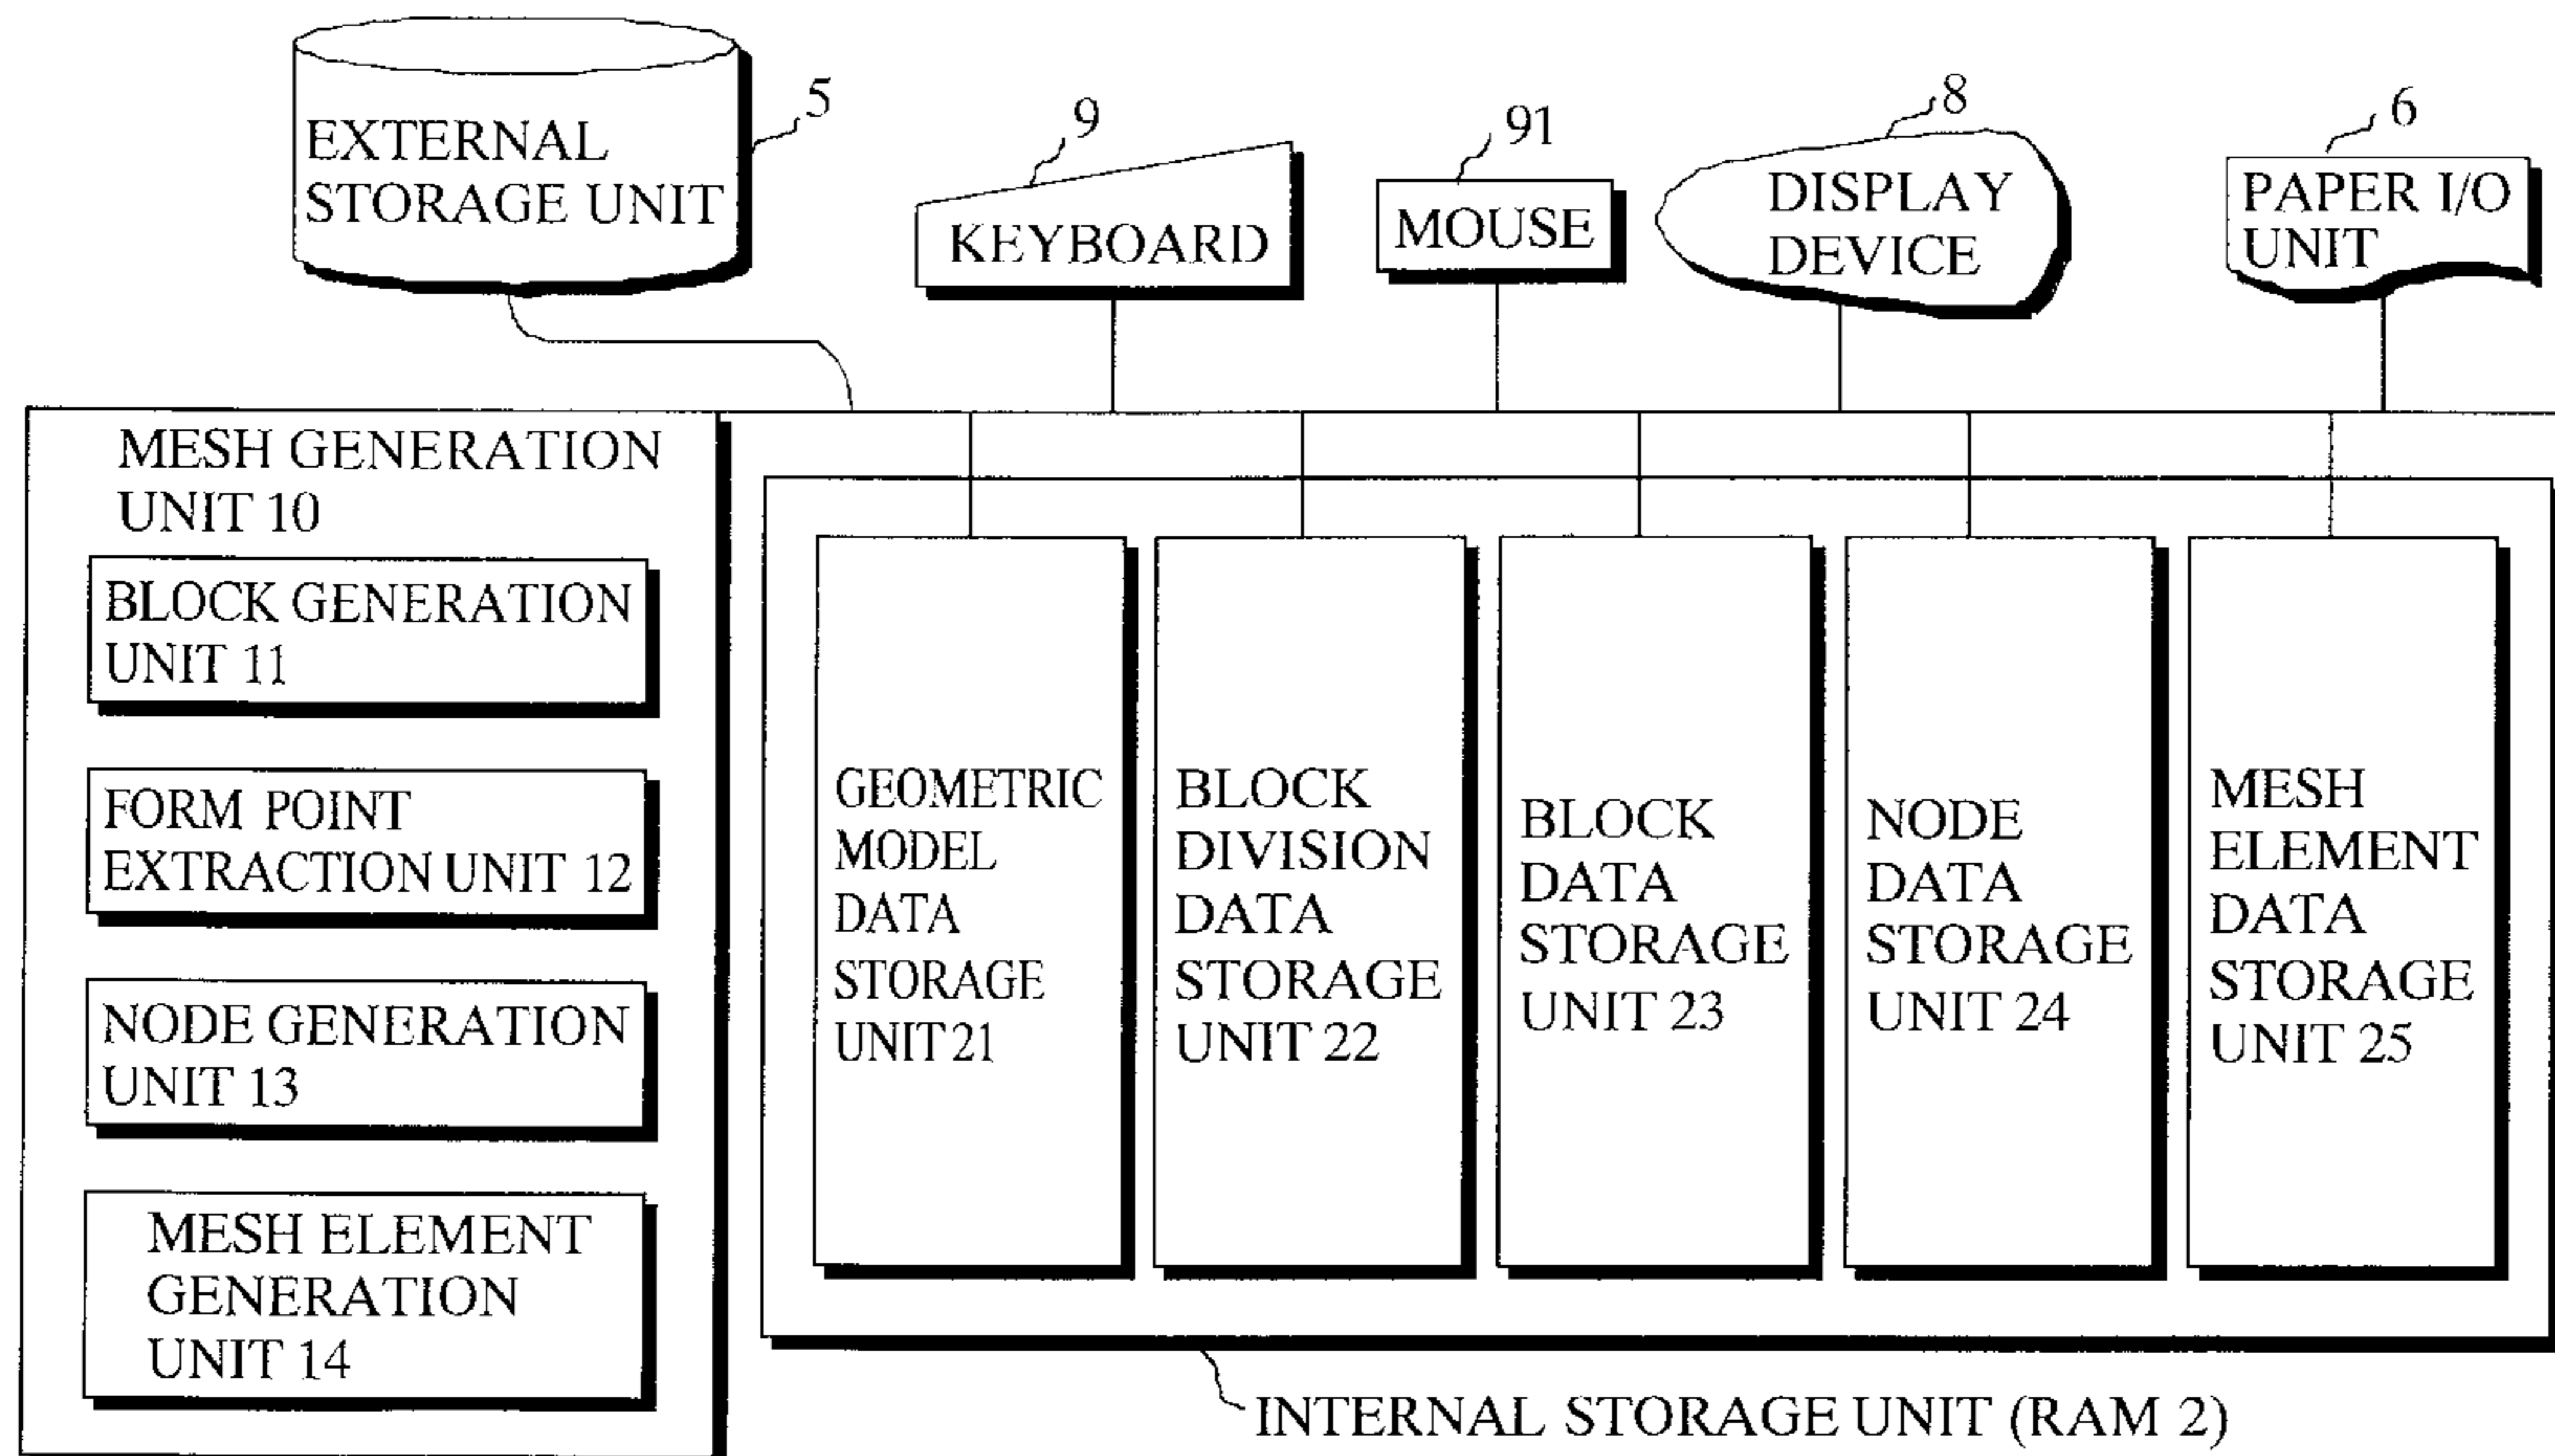 EXTERNAL
STORAGE UNIT
5
KEYBOARD
9
MOUSE
91
DISPLAY
DEVICE
8
PAPER I/O
UNIT
6
MESH GENERATION
UNIT 10
BLOCK GENERATION
UNIT 11
FORM POINT
EXTRACTION UNIT 12
NODE GENERATION
UNIT 13
MESH ELEMENT
GENERATION
UNIT 14
GEOMETRIC
MODEL
DATA
STORAGE
UNIT 21
BLOCK
DIVISION
DATA
STORAGE
UNIT 22
BLOCK
DATA
STORAGE
UNIT 23
NODE
DATA
STORAGE
UNIT 24
MESH
ELEMENT
DATA
STORAGE
UNIT 25
INTERNAL STORAGE UNIT (RAM 2)